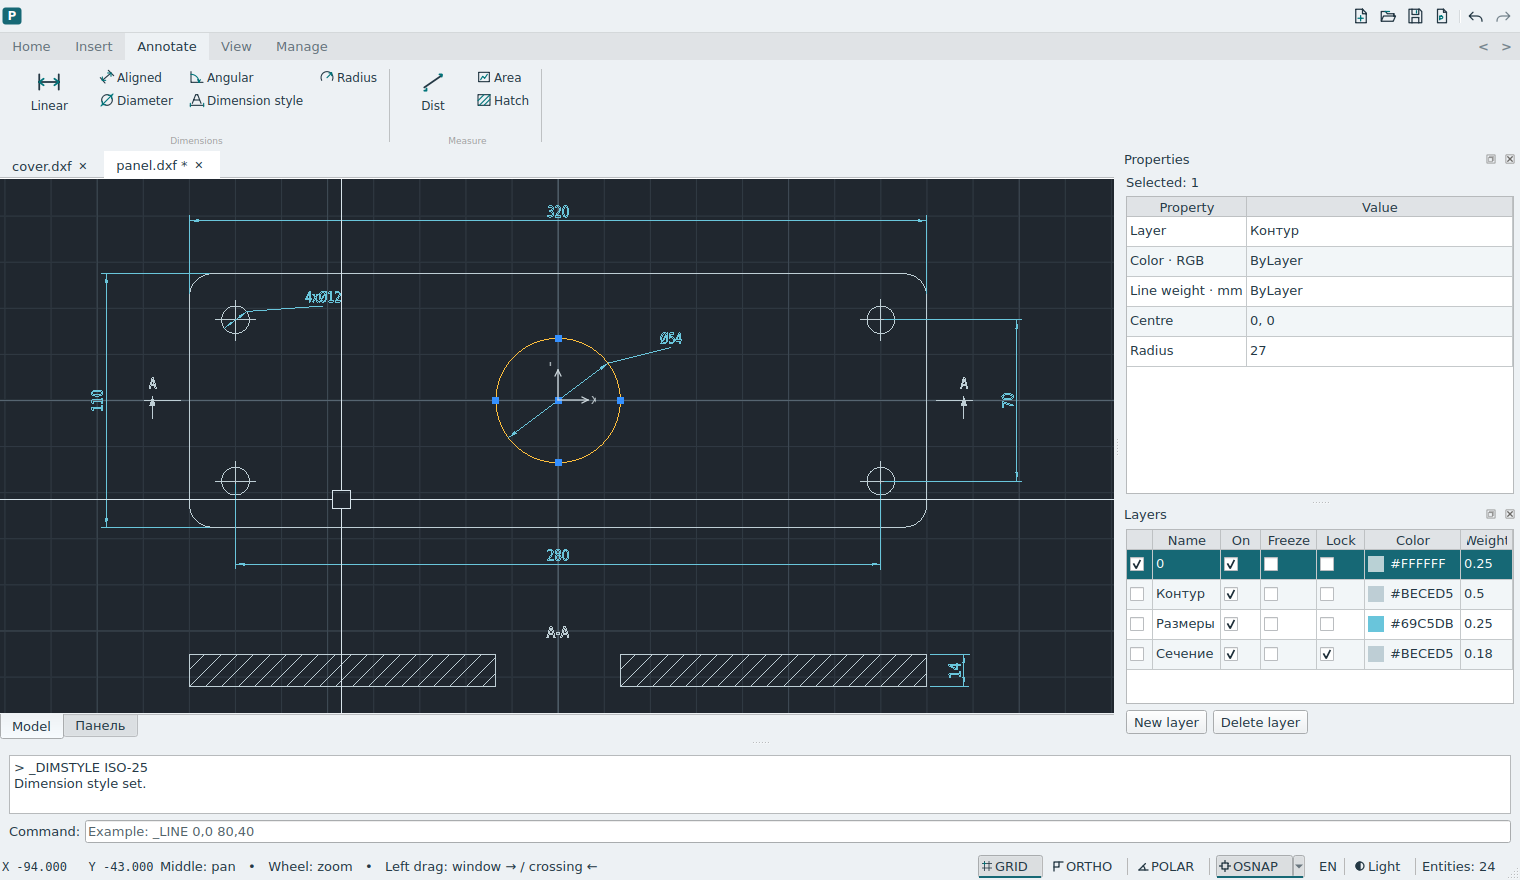 P
Home Insert Annotate View Manage < >
Linear
Aligned
Diameter
Angular
Dimension style
Radius
Dimensions
Dist
Area
Hatch
Measure
cover.dxf ×
panel.dxf * ×
320
4xØ12
Ø54
110
A
A
70
X
280
A-A
14
Model Панель
Properties
Selected: 1
Property Value
Layer Контур
Color · RGB ByLayer
Line weight · mm ByLayer
Centre 0, 0
Radius 27
Layers
Name On Freeze Lock Color Weight
0 #FFFFFF 0.25
Контур #BECED5 0.5
Размеры #69C5DB 0.25
Сечение #BECED5 0.18
New layer Delete layer
> _DIMSTYLE ISO-25
Dimension style set.
Command: Example: _LINE 0,0 80,40
X -94.000 Y -43.000 Middle: pan • Wheel: zoom • Left drag: window → / crossing ← GRID ORTHO POLAR OSNAP EN Light Entities: 24